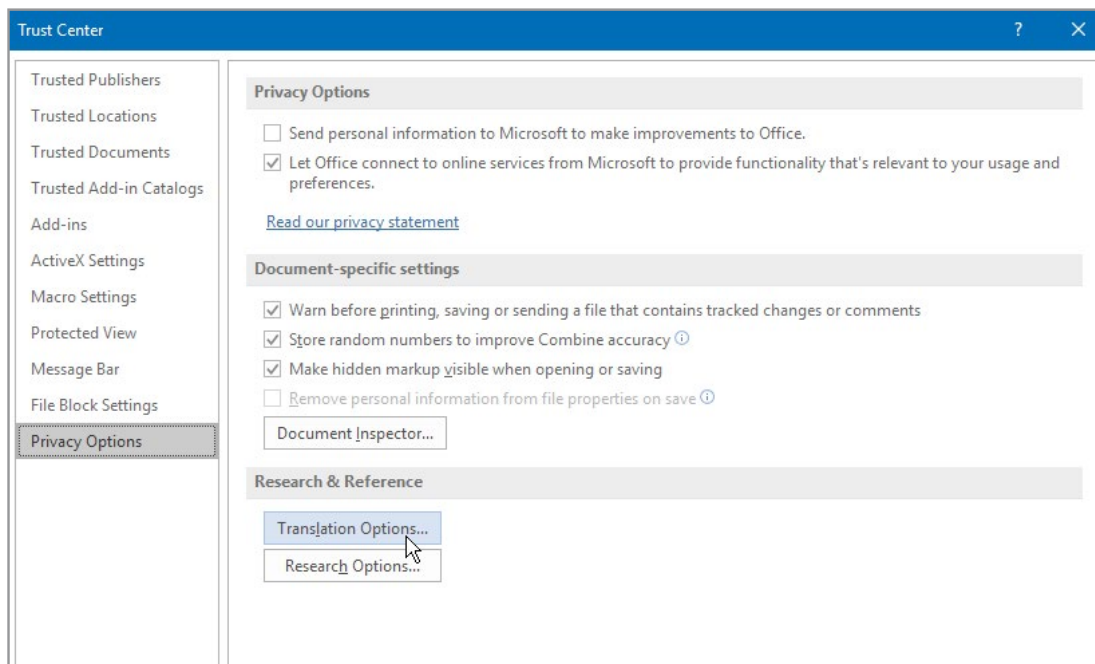 Trust Center
?
Trusted Publishers
Trusted Locations
Trusted Documents
Trusted Add-in Catalogs
Add-ins
ActiveX Settings
Macro Settings
Protected View
Message Bar
File Block Settings
Privacy Options
Privacy Options
Send personal information to Microsoft to make improvements to Office.
Let Office connect to online services from Microsoft to provide functionality that's relevant to your usage and
preferences.
Read our privacy statement
Document-specific settings
Warn before printing, saving or sending a file that contains tracked changes or comments
Store random numbers to improve Combine accuracy
Make hidden markup visible when opening or saving
Remove personal information from file properties on save
Document Inspector...
Research & Reference
Translation Options...
Research Options...